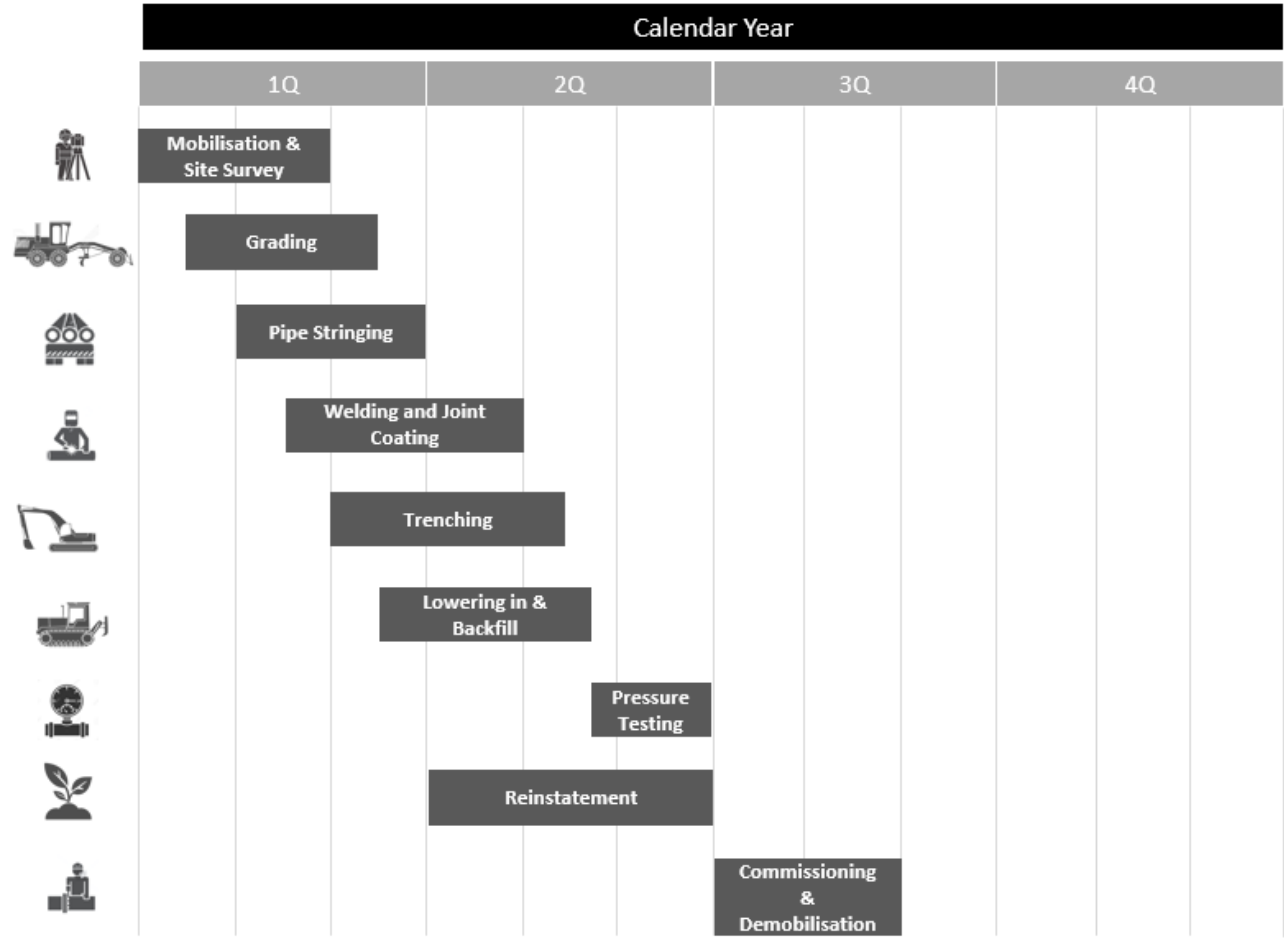 Calendar Year
1Q 2Q 3Q 4Q
Mobilisation &
Site Survey
Grading
Pipe Stringing
Welding and Joint
Coating
Trenching
Lowering in &
Backfill
Pressure
Testing
Reinstatement
Commissioning
&
Demobilisation